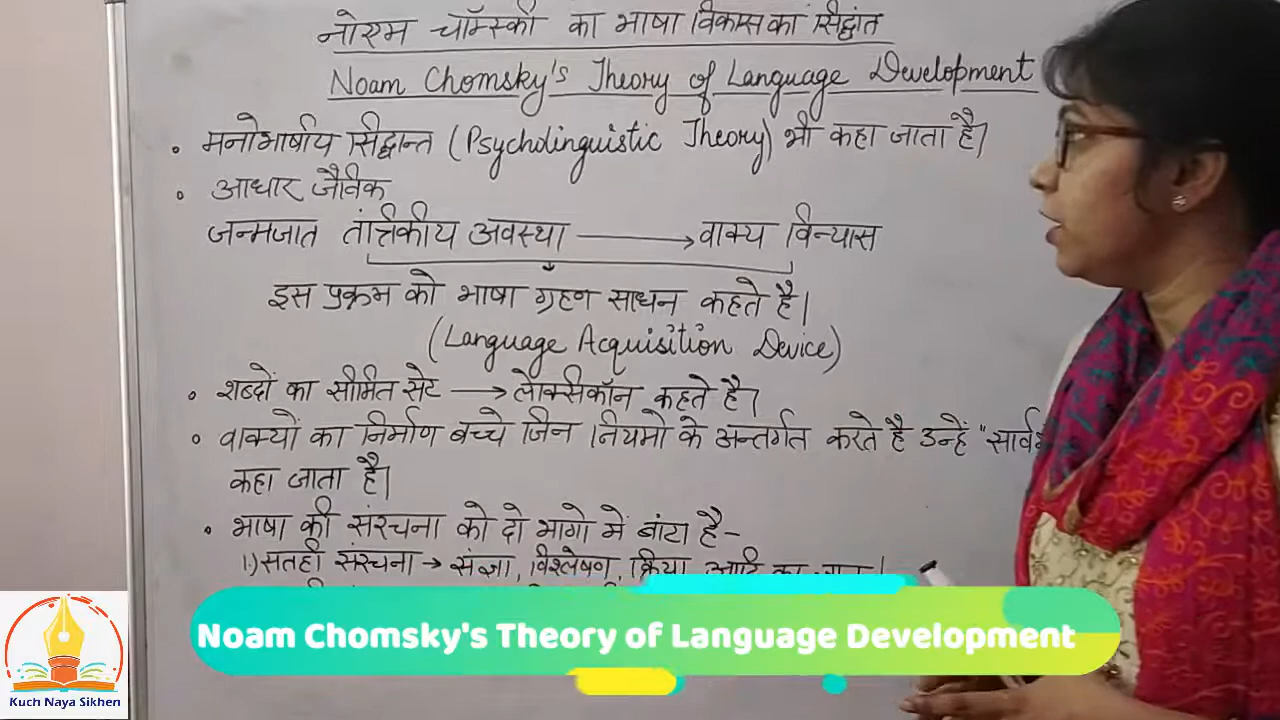 नोएम चॉम्स्की का भाषा विकास का सिद्धांत
Noam Chomsky's Theory of Language Development
• मनोभाषीय सिद्धान्त (Psycholinguistic Theory) भी कहा जाता है।
• आधार जैविक
जन्मजात तांत्रिकीय अवस्था → वाक्य विन्यास
इस प्रक्रम को भाषा ग्रहण साधन कहते है।
(Language Acquisition Device)
• शब्दों का सीमित सेट → लेक्सीकॉन कहते है।
• वाक्यों का निर्माण बच्चे जिन नियमो के अन्तर्गत करते है उन्हें
कहा जाता है।
• भाषा की संरचना को दो भागो में बांटा है-
1.) सतही संरचना → संज्ञा, विश्लेषण, क्रिया
Noam Chomsky's Theory of Language Development
Kuch Naya Sikhen